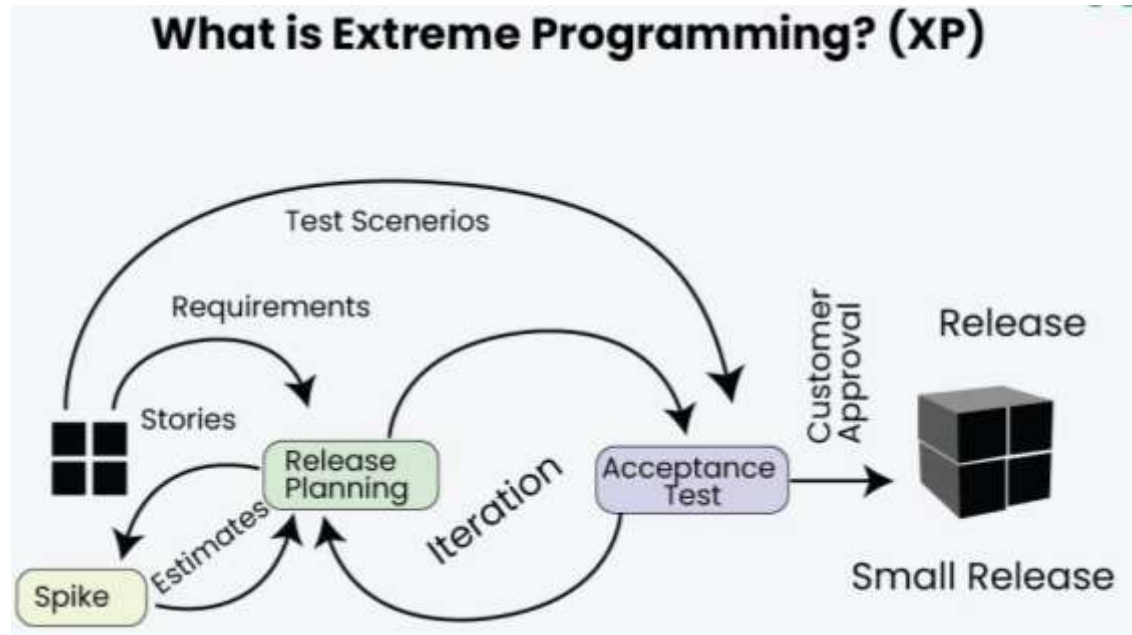 What is Extreme Programming? (XP)
Test Scenerios
Requirements
Stories
Release
Planning
Estimates
Spike
Iteration
Acceptance
Test
Customer
Approval
Release
Small Release